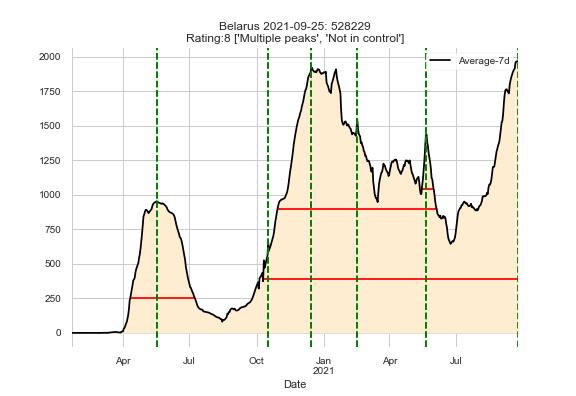 Belarus 2021-09-25: 528229
Rating:8 ['Multiple peaks', 'Not in control']
Average-7d
2000
1750
1500
1250
1000
750
500
250
0
Apr
Jul
Oct
Jan
2021
Apr
Jul
Date